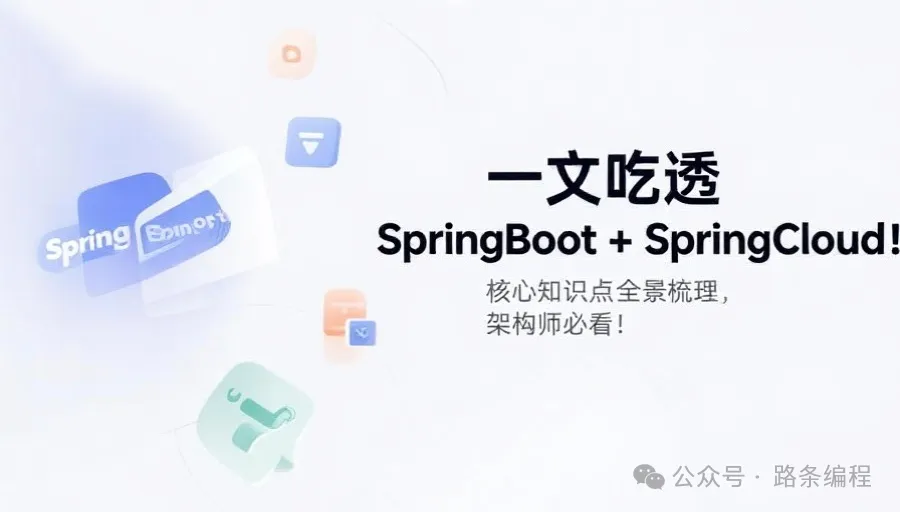 一文吃透
SpringBoot + SpringCloud!
核心知识点全景梳理，
架构师必看！
Spring
公众号 · 路条编程